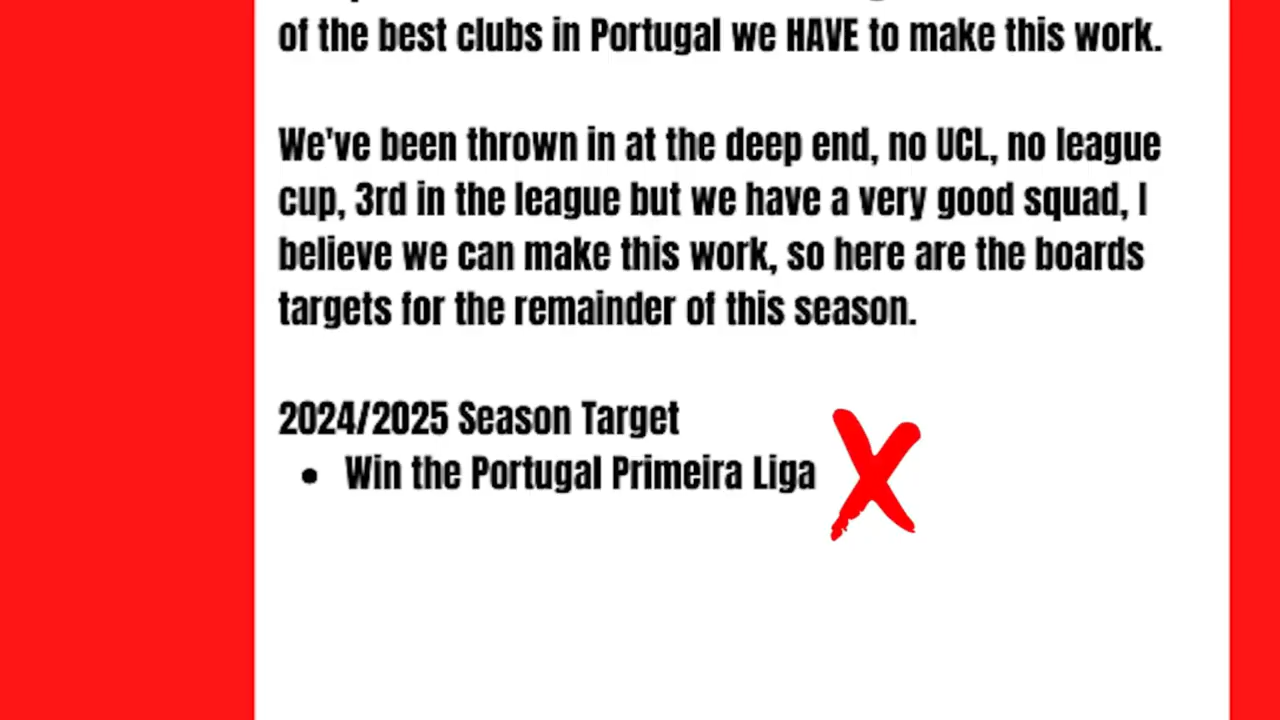 of the best clubs in Portugal we HAVE to make this work.
We've been thrown in at the deep end, no UCL, no league
cup, 3rd in the league but we have a very good squad, I
believe we can make this work, so here are the boards
targets for the remainder of this season.
2024/2025 Season Target
• Win the Portugal Primeira Liga